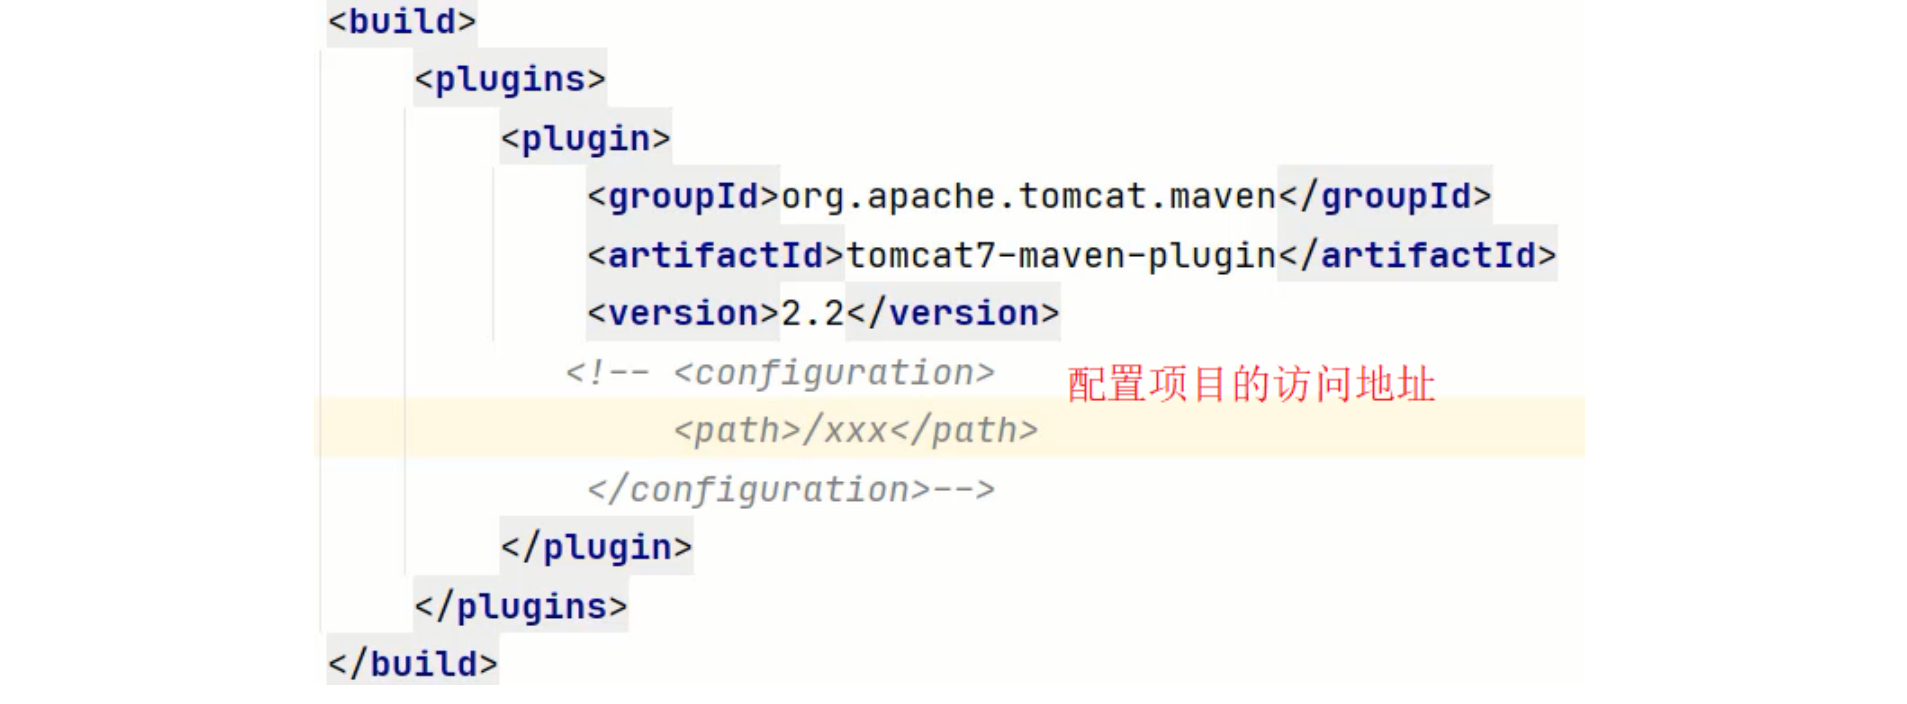 <build>
<plugins>
<plugin>
<groupId>org.apache.tomcat.maven</groupId>
<artifactId>tomcat7-maven-plugin</artifactId>
<version>2.2</version>
<!-- <configuration>
配置项目的访问地址
<path>/xxx</path>
</configuration>-->
</plugin>
</plugins>
</build>